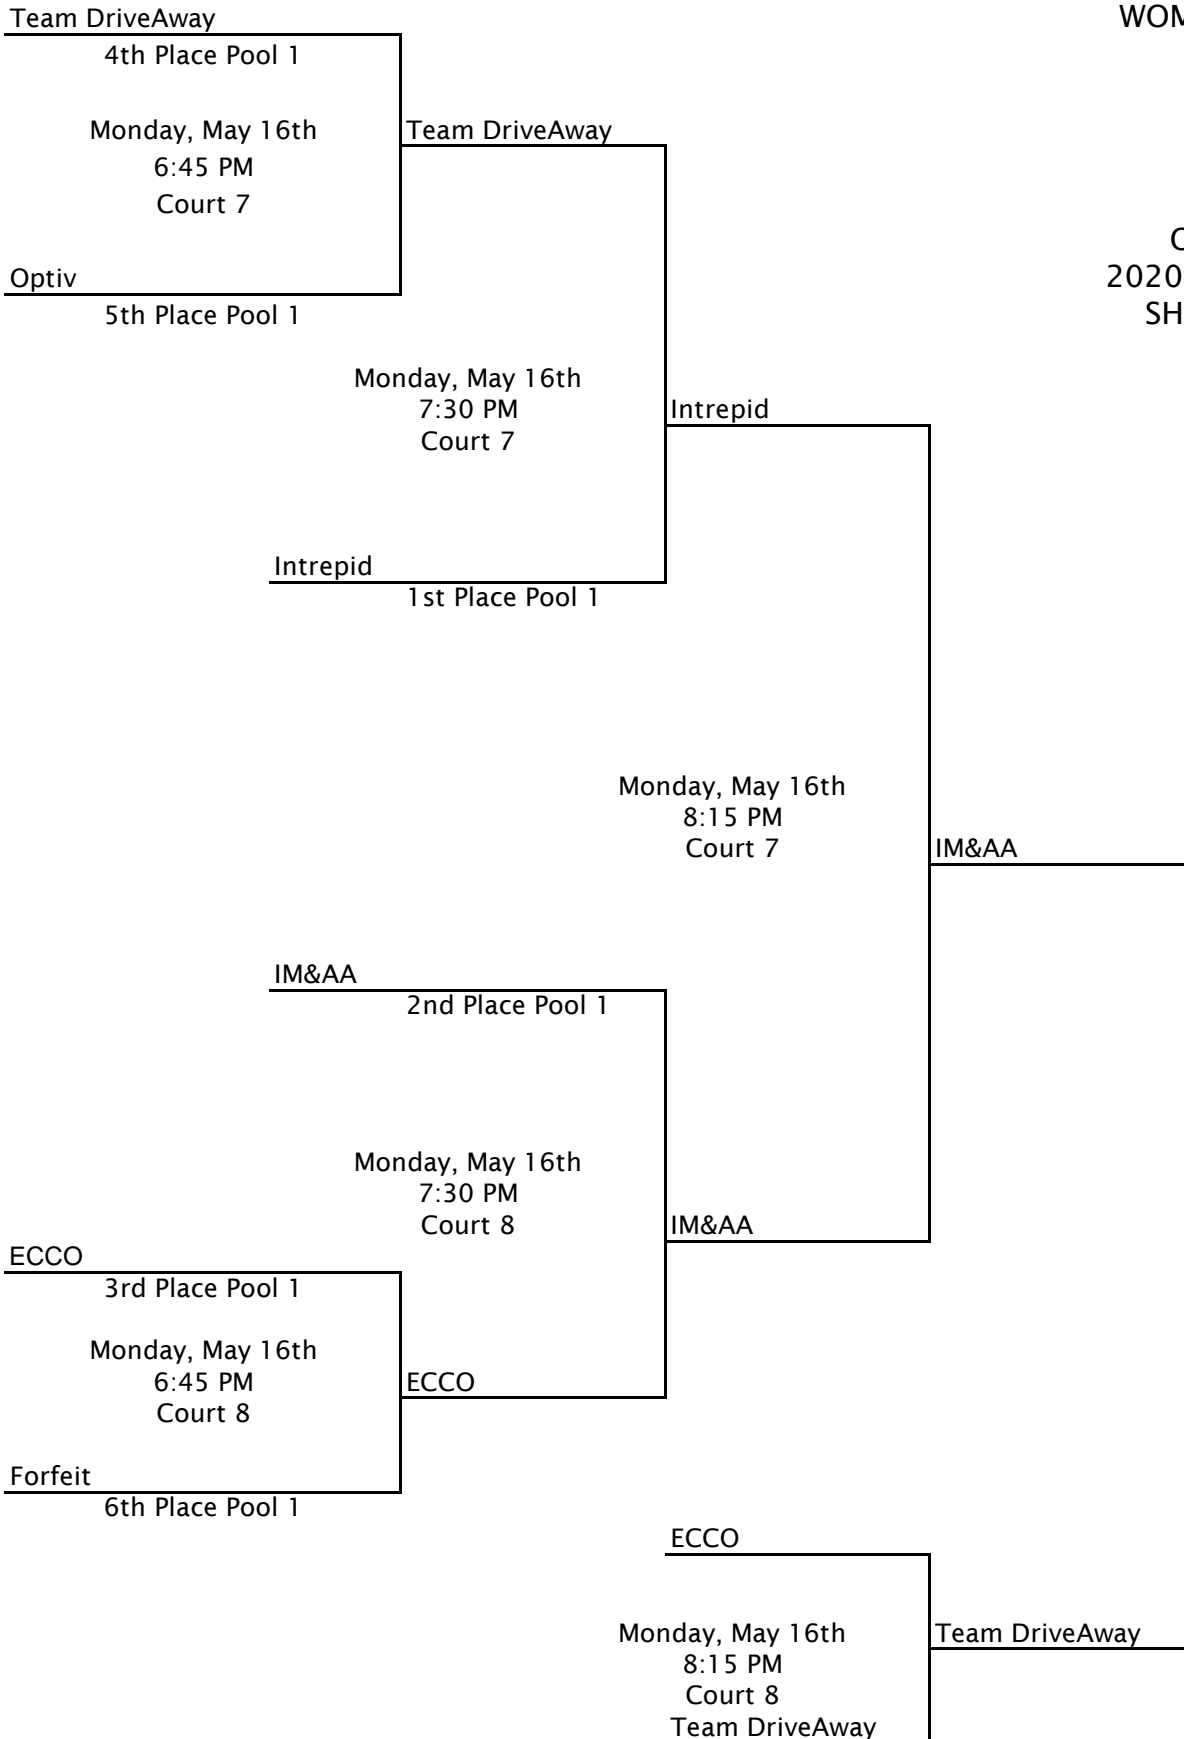 Team DriveAway
4th Place Pool 1
Monday, May 16th
6:45 PM
Court 7
Team DriveAway
Optiv
5th Place Pool 1
Monday, May 16th
7:30 PM
Court 7
Intrepid
Intrepid
1st Place Pool 1
Monday, May 16th
8:15 PM
Court 7
IM&AA
IM&AA
2nd Place Pool 1
Monday, May 16th
7:30 PM
Court 8
IM&AA
ECCO
3rd Place Pool 1
Monday, May 16th
6:45 PM
Court 8
ECCO
Forfeit
6th Place Pool 1
ECCO
Monday, May 16th
8:15 PM
Court 8
Team DriveAway
Team DriveAway
2020